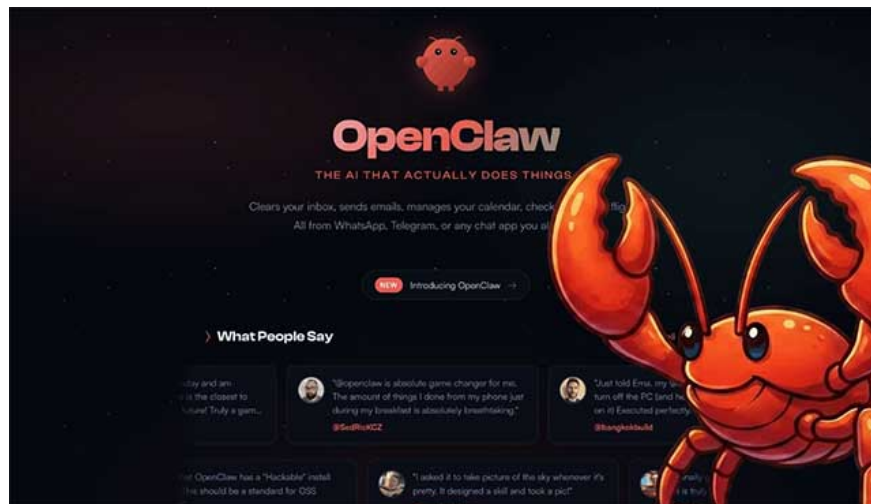 OpenClaw
THE AI THAT ACTUALLY DOES THINGS
Clears your inbox, sends emails, manages your calendar, check
All from WhatsApp, Telegram, or any chat app you
NEW Introducing OpenClaw →
› What People Say
and am
is the closest to
Truly a gam...
"@openclaw is absolute game changer for me.
The amount of things I done from my phone just
during my breakfast is absolutely breathtaking."
@SedRicKCZ
"Just told Ema, my
turn off the PC (and he
on it) Executed perfectly
@bangkokbuild
OpenClaw has a "Hackable" install
his should be a standard for OSS
"I asked it to take picture of the sky whenever it's
pretty. It designed a skill and took a pic!"